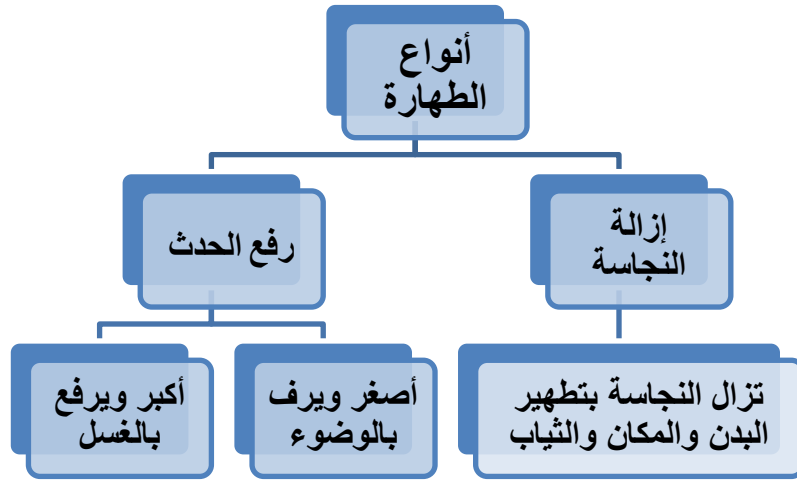 أنواع
الطهارة
إزالة
النجاسة
رفع الحدث
تزال النجاسة بتطهير
البدن والمكان والثياب
أصغر ويرف
بالوضوء
أكبر ويرفع
بالغسل